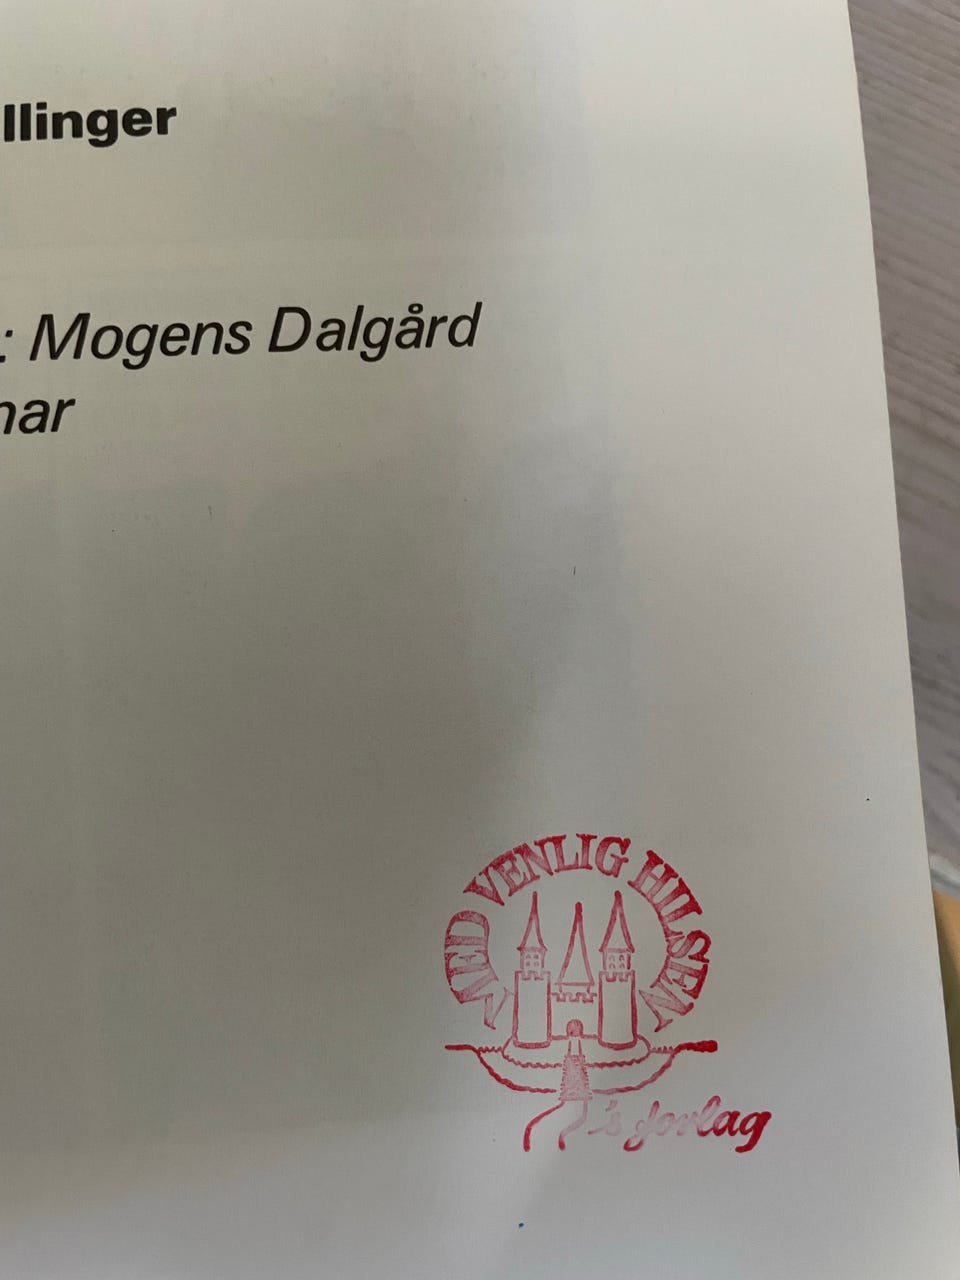 llinger
: Mogens Dalgård
nar
MED VENLIG HILSEN
's forlag